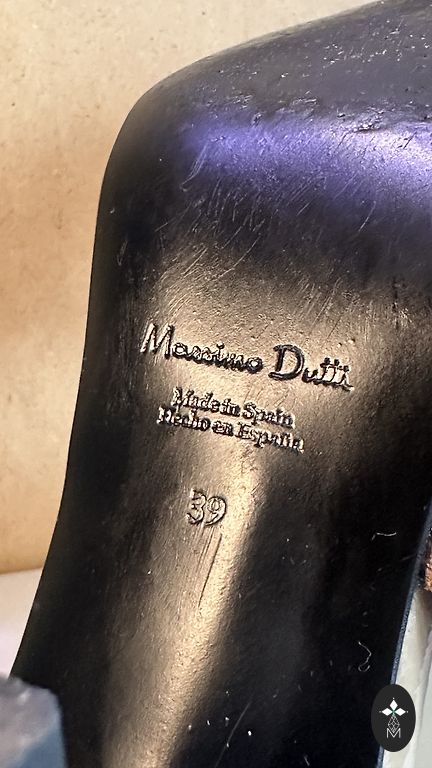 Massimo Dutti
Made in Spain
Hecho en España
39
M